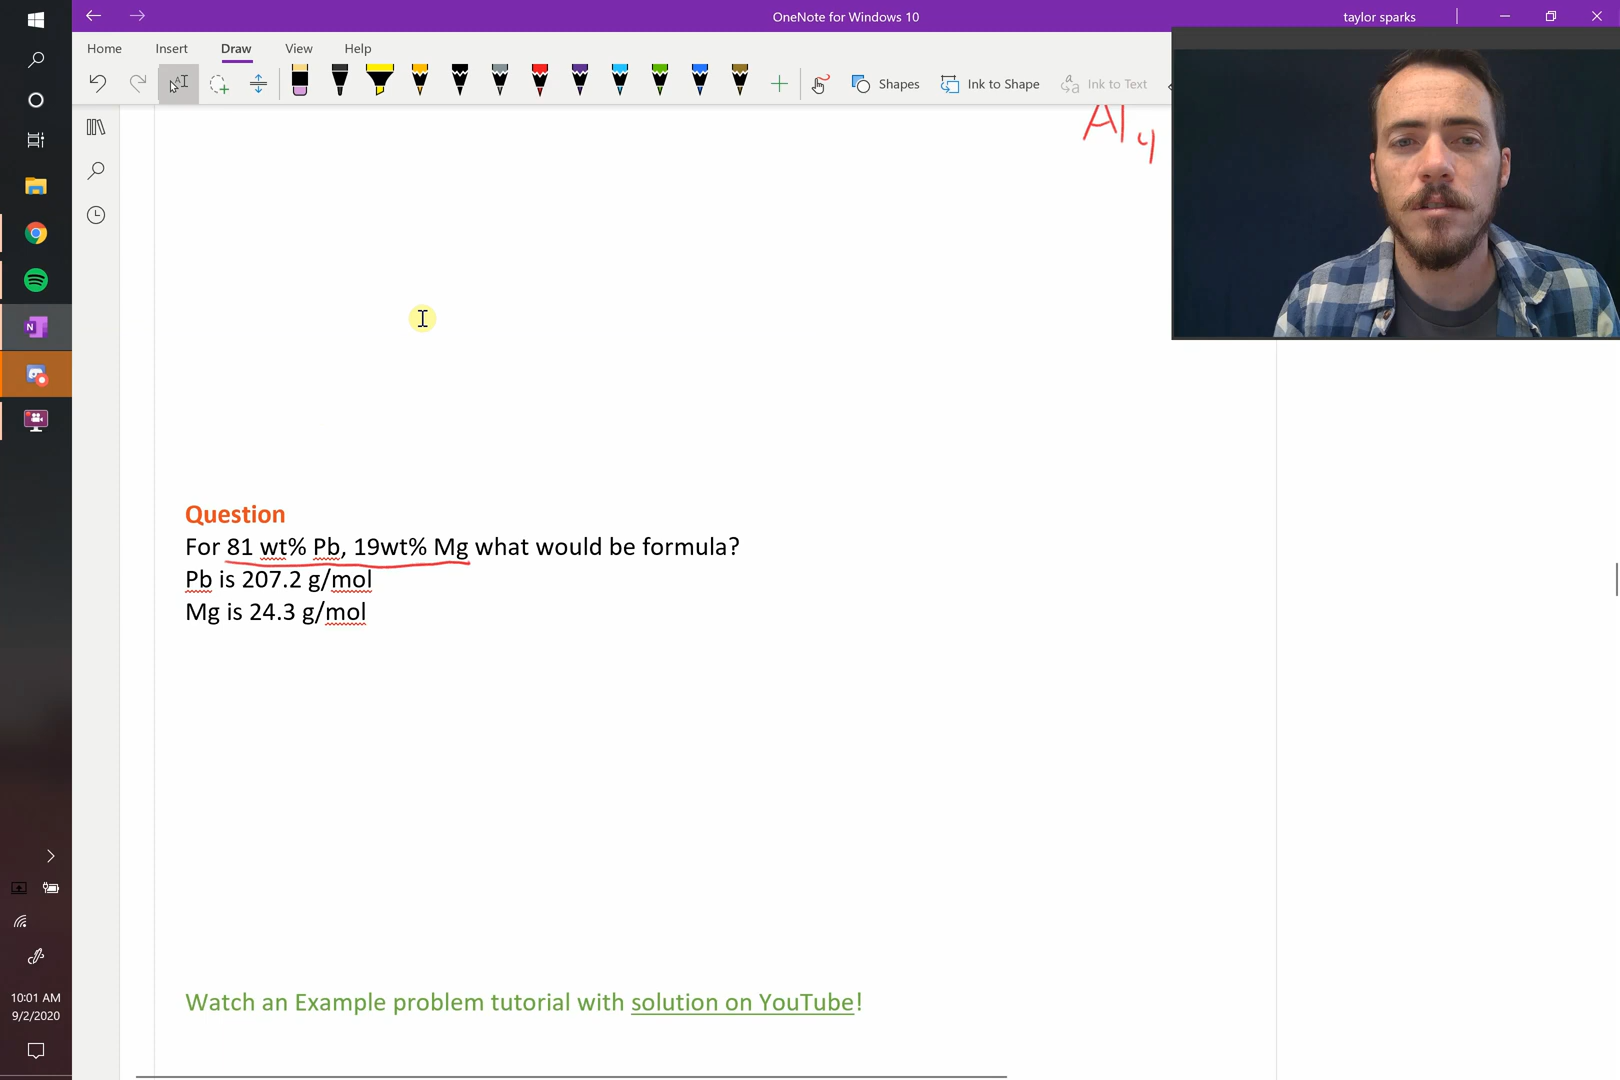 OneNote for Windows 10
taylor sparks
Home Insert Draw View Help
Shapes Ink to Shape Ink to Text
Al4
Question
For 81 wt% Pb, 19wt% Mg what would be formula?
Pb is 207.2 g/mol
Mg is 24.3 g/mol
Watch an Example problem tutorial with solution on YouTube!
10:01 AM
9/2/2020